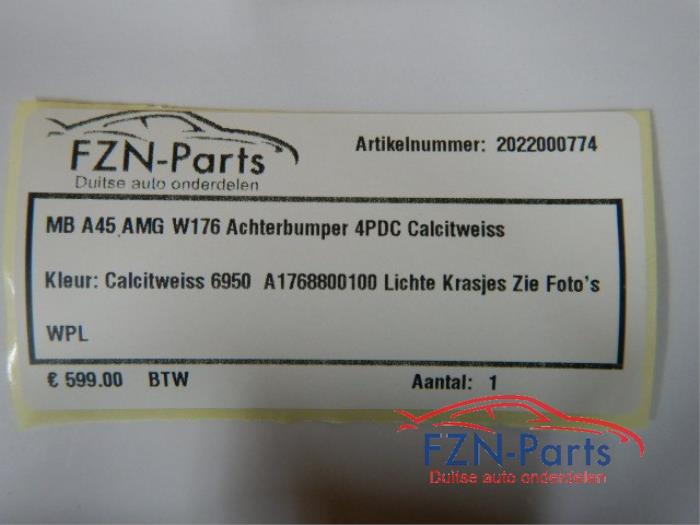 FZN-Parts
Duitse auto onderdelen
Artikelnummer: 2022000774
MB A45 AMG W176 Achterbumper 4PDC Calcitweiss
Kleur: Calcitweiss 6950 A1768800100 Lichte Krasjes Zie Foto's
WPL
€ 599.00 BTW
Aantal: 1
FZN-Parts
Duitse auto onderdelen